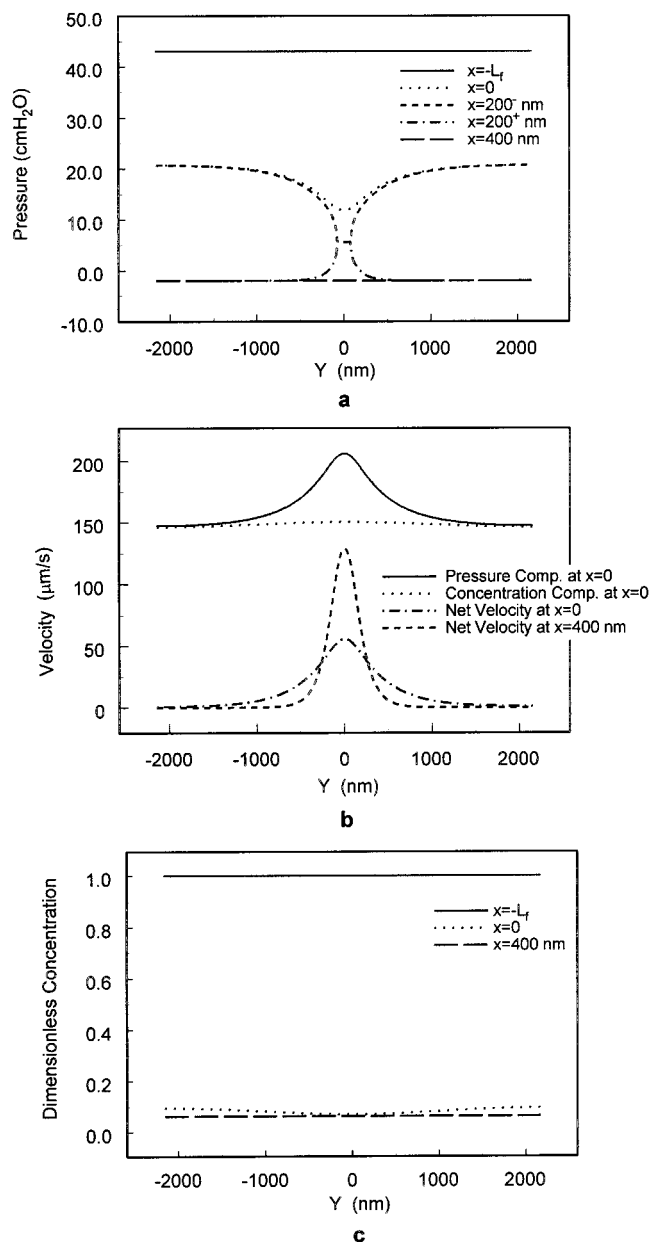 50.0
40.0
30.0
20.0
10.0
0.0
-10.0
Pressure (cmH₂O)
x=-L_f
x=0
x=200⁻ nm
x=200⁺ nm
x=400 nm
-2000 -1000 0 1000 2000
Y (nm)
a
200
150
100
50
0
Velocity (μm/s)
Pressure Comp. at x=0
Concentration Comp. at x=0
Net Velocity at x=0
Net Velocity at x=400 nm
-2000 -1000 0 1000 2000
Y (nm)
b
1.0
0.8
0.6
0.4
0.2
0.0
Dimensionless Concentration
x=-L_f
x=0
x=400 nm
-2000 -1000 0 1000 2000
Y (nm)
c